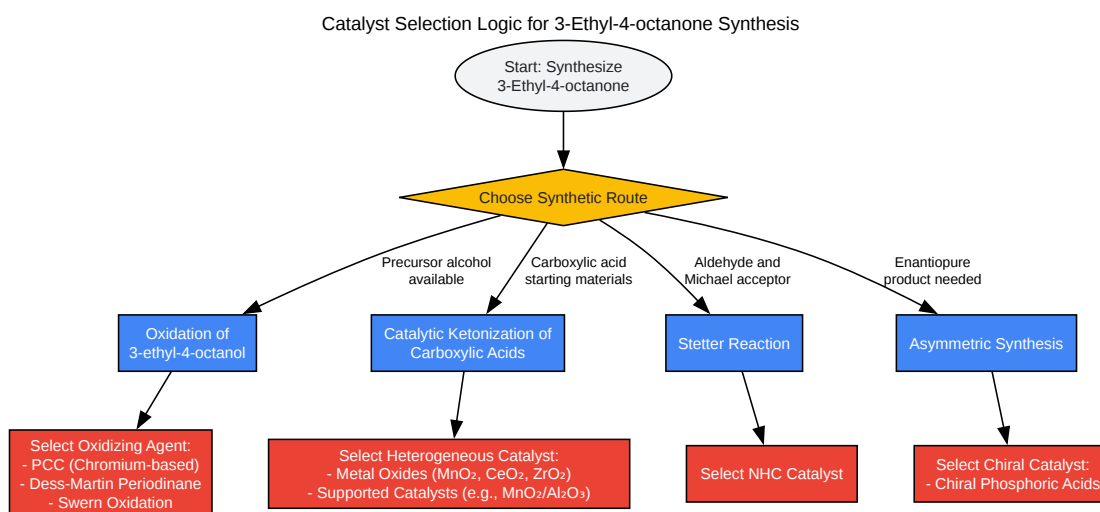 Catalyst Selection Logic for 3-Ethyl-4-octanone Synthesis
Start: Synthesize
3-Ethyl-4-octanone
Choose Synthetic Route
Precursor alcohol
available
Carboxylic acid
starting materials
Aldehyde and
Michael acceptor
Enantiopure
product needed
Oxidation of
3-ethyl-4-octanol
Catalytic Ketonization of
Carboxylic Acids
Stetter Reaction
Asymmetric Synthesis
Select Oxidizing Agent:
- PCC (Chromium-based)
- Dess-Martin Periodinane
- Swern Oxidation
Select Heterogeneous Catalyst:
- Metal Oxides (MnO₂, CeO₂, ZrO₂)
- Supported Catalysts (e.g., MnO₂/Al₂O₃)
Select NHC Catalyst
Select Chiral Catalyst:
- Chiral Phosphoric Acids